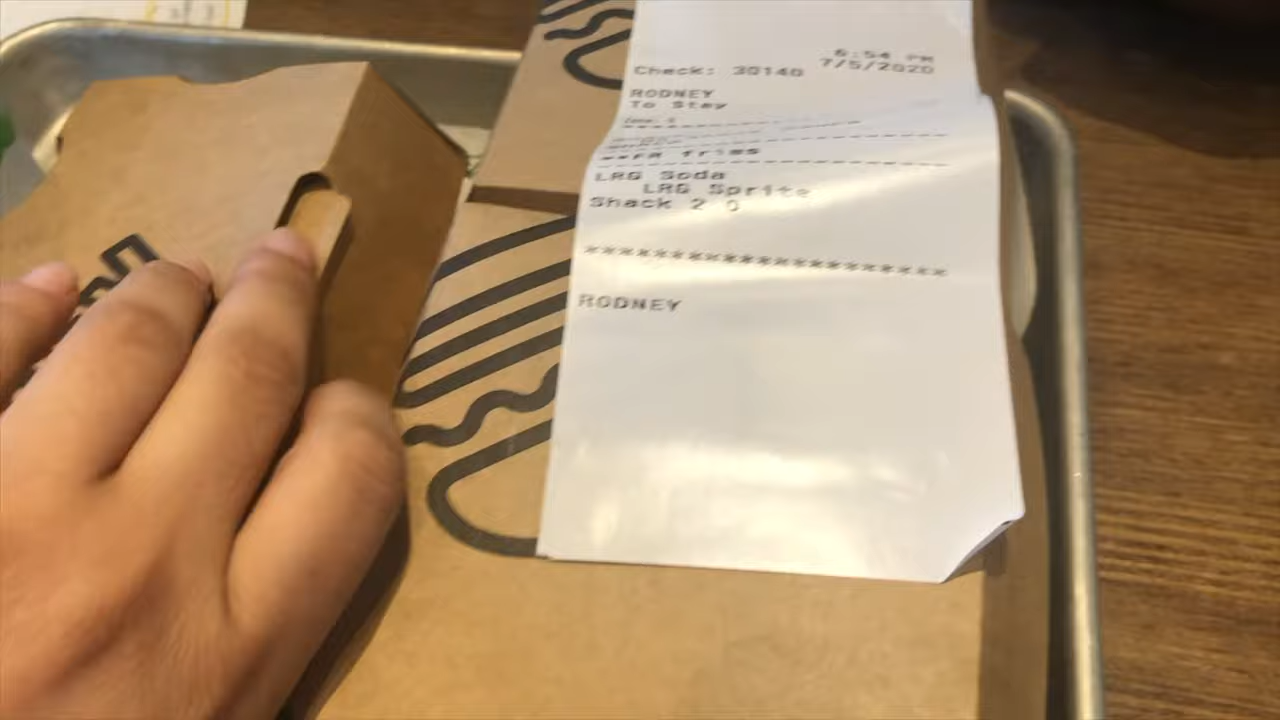 6:54 PM
Check: 30140 7/5/2020
RODNEY
To Stay
**FR fries
LRG Soda
LRG Sprite
Shack 2 0
*********************
RODNEY